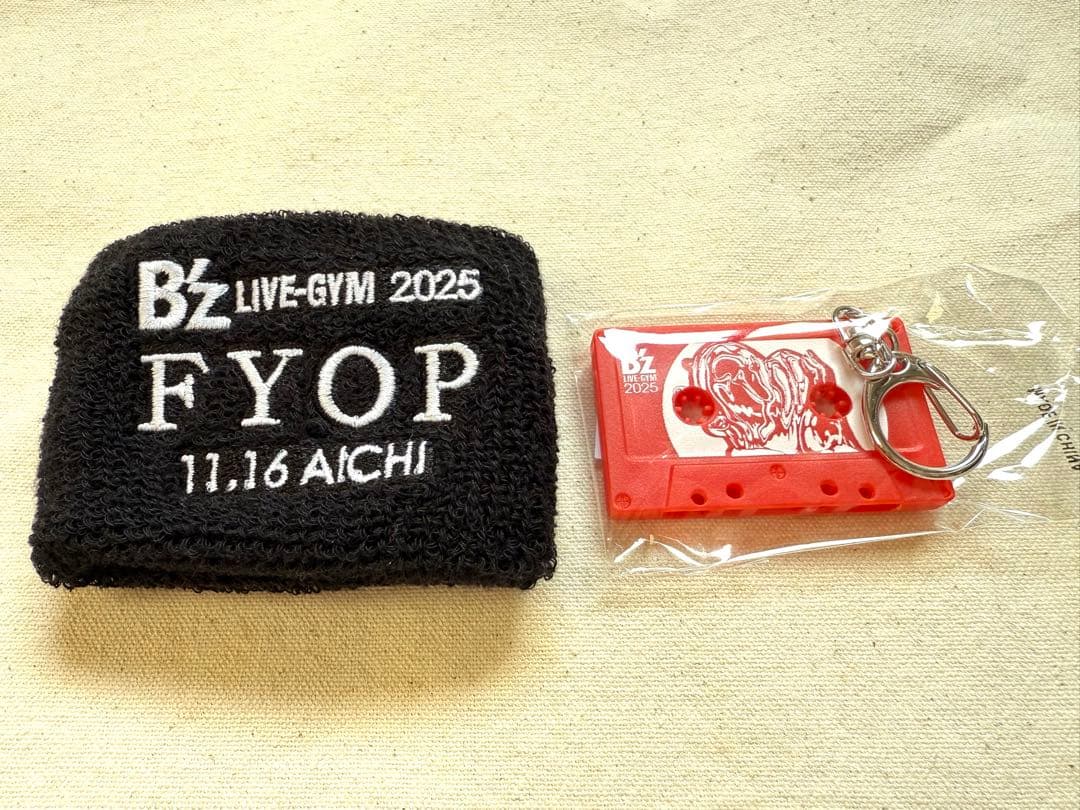 B'z LIVE-GYM 2025
FYOP
11.16 AICHI
B'z
LIVE-GYM
2025
MADE IN CHINA